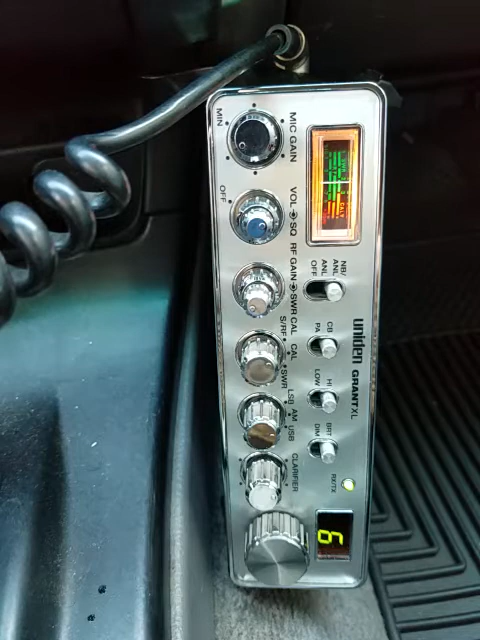 MIC GAIN
MIN
VOL SQ
OFF
RF GAIN SWR CAL
CAL
S/RF
SWR
LSB AM USB
CLARIFIER
NB/
ANL
ANL
OFF
CB
PA
HI
LOW
BRT
DIM
uniden GRANT XL
RX/TX
6